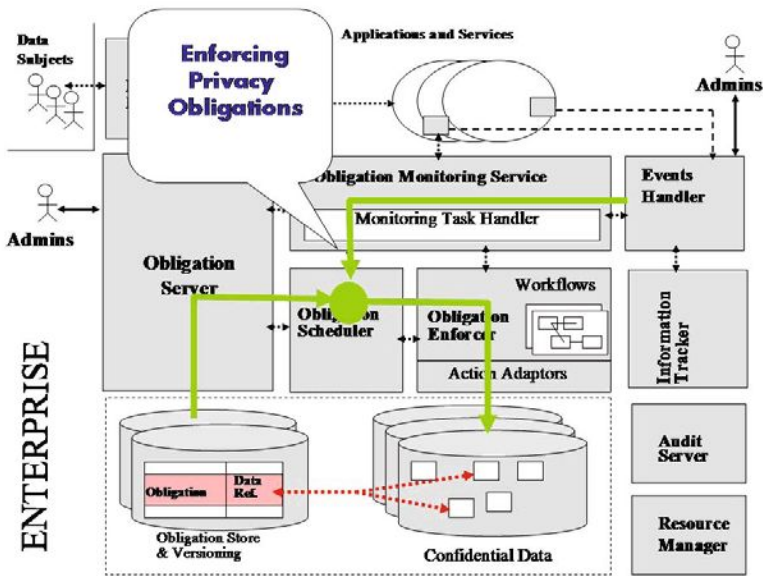 Data
Subjects
Enforcing
Privacy
Obligations
Applications and Services
Admins
Admins
Obligation Monitoring Service
Monitoring Task Handler
Events
Handler
Obligation
Server
Obligation
Scheduler
Obligation
Enforcer
Workflows
Action Adaptors
Information
Tracker
ENTERPRISE
Obligation
Data
Ref.
Obligation Store
& Versioning
Confidential Data
Audit
Server
Resource
Manager